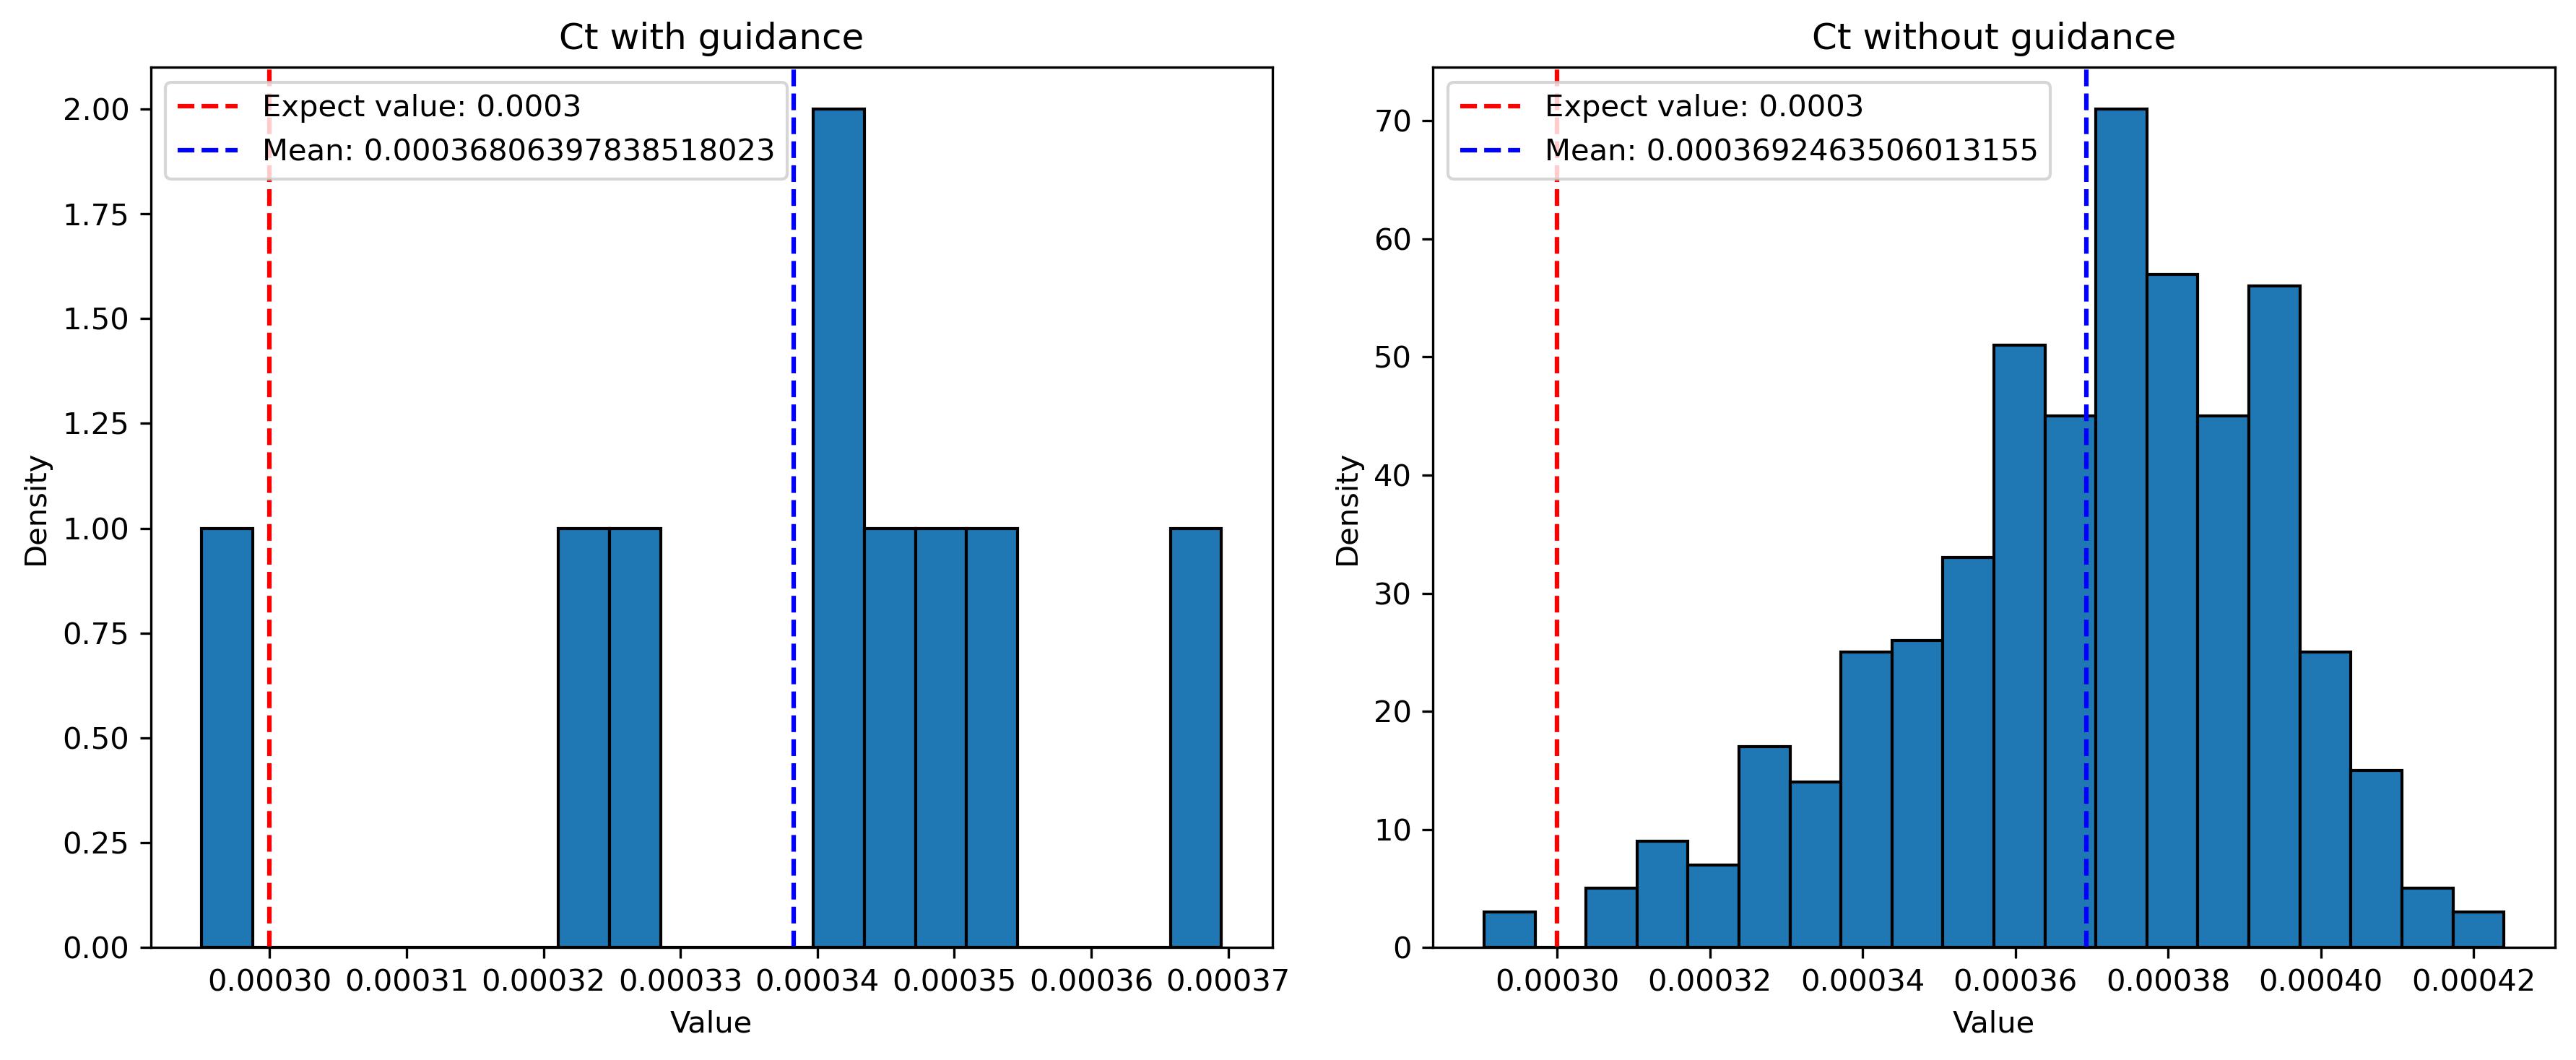 Ct with guidance
Expect value: 0.0003
Mean: 0.00036806397838518023
2.00
1.75
1.50
1.25
1.00
0.75
0.50
0.25
0.00
Density
0.00030 0.00031 0.00032 0.00033 0.00034 0.00035 0.00036 0.00037
Value
Ct without guidance
Expect value: 0.0003
Mean: 0.0003692463506013155
70
60
50
40
30
20
10
0
Density
0.00030 0.00032 0.00034 0.00036 0.00038 0.00040 0.00042
Value